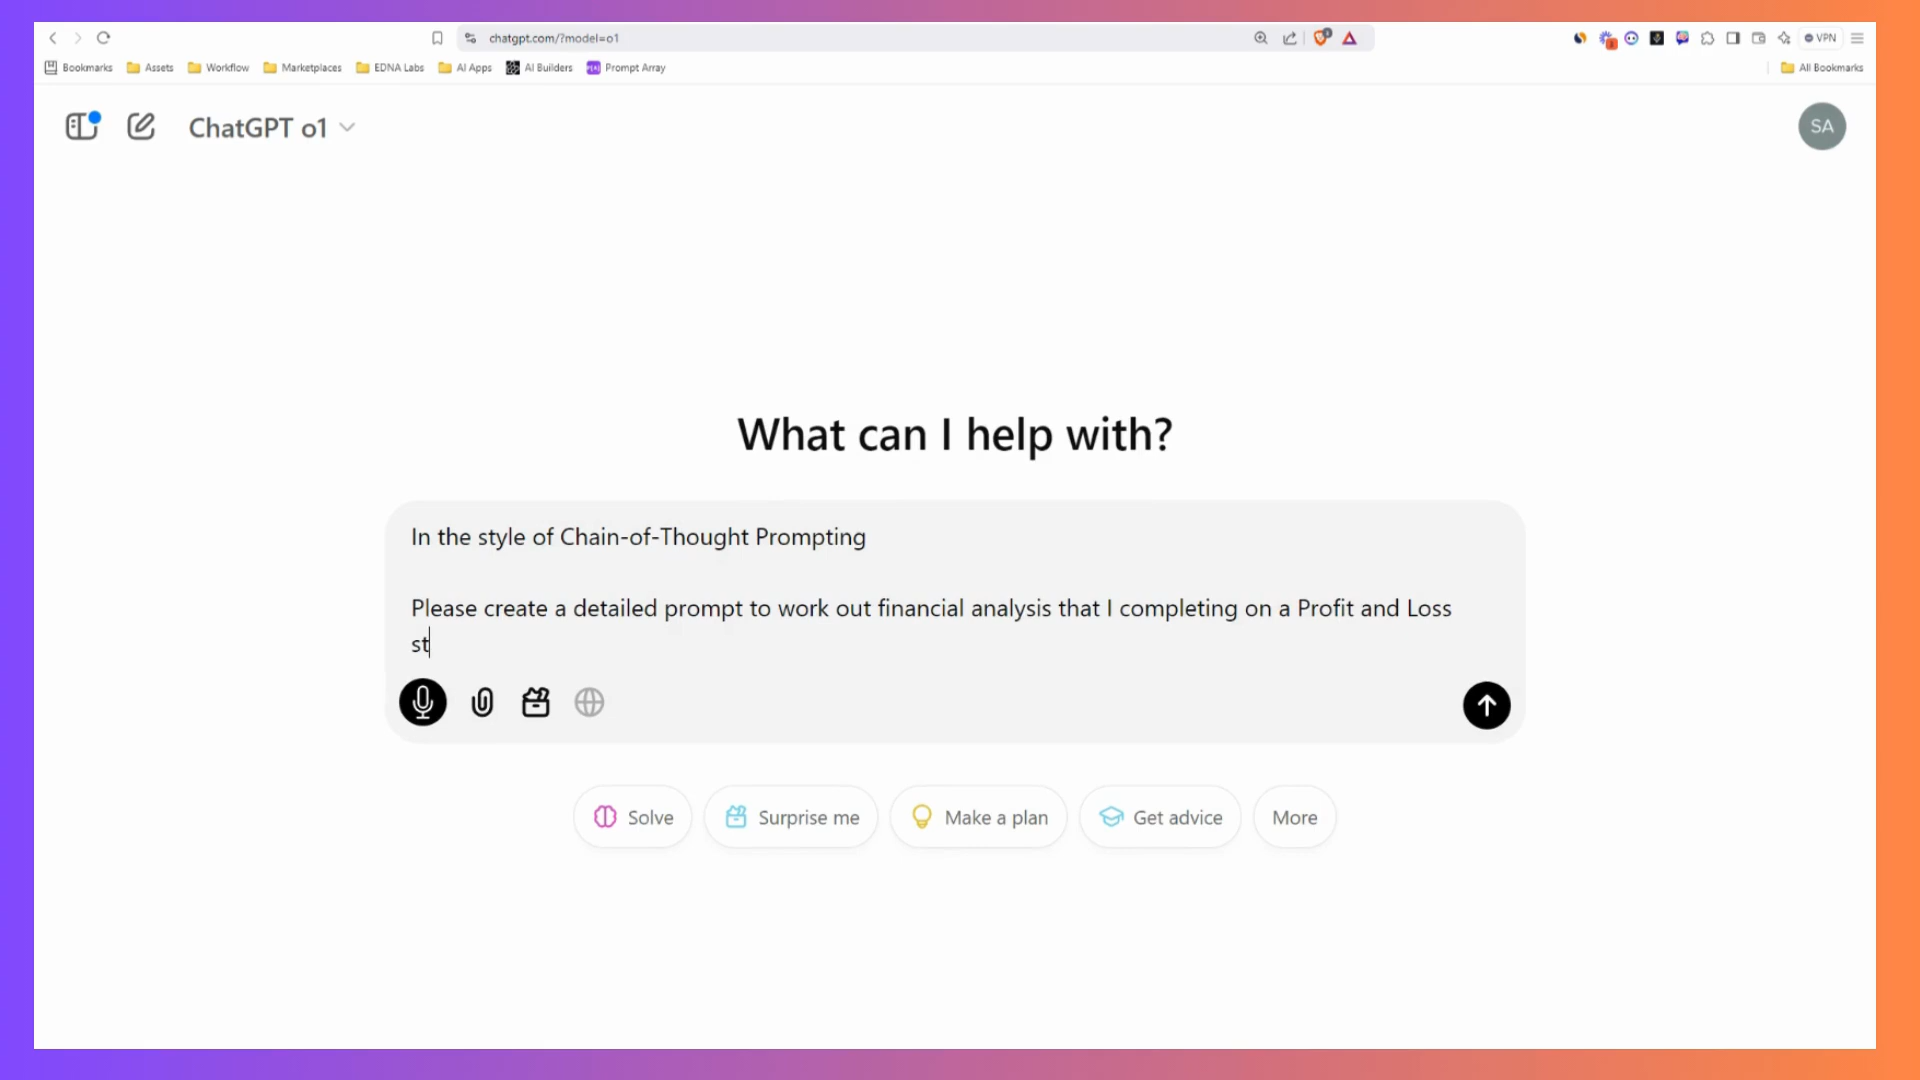 chatgpt.com/?model=o1
VPN
Bookmarks Assets Workflow Marketplaces EDNA Labs AI Apps AI Builders Prompt Array All Bookmarks
ChatGPT o1
SA
What can I help with?
In the style of Chain-of-Thought Prompting
Please create a detailed prompt to work out financial analysis that I completing on a Profit and Loss
st
Solve Surprise me Make a plan Get advice More